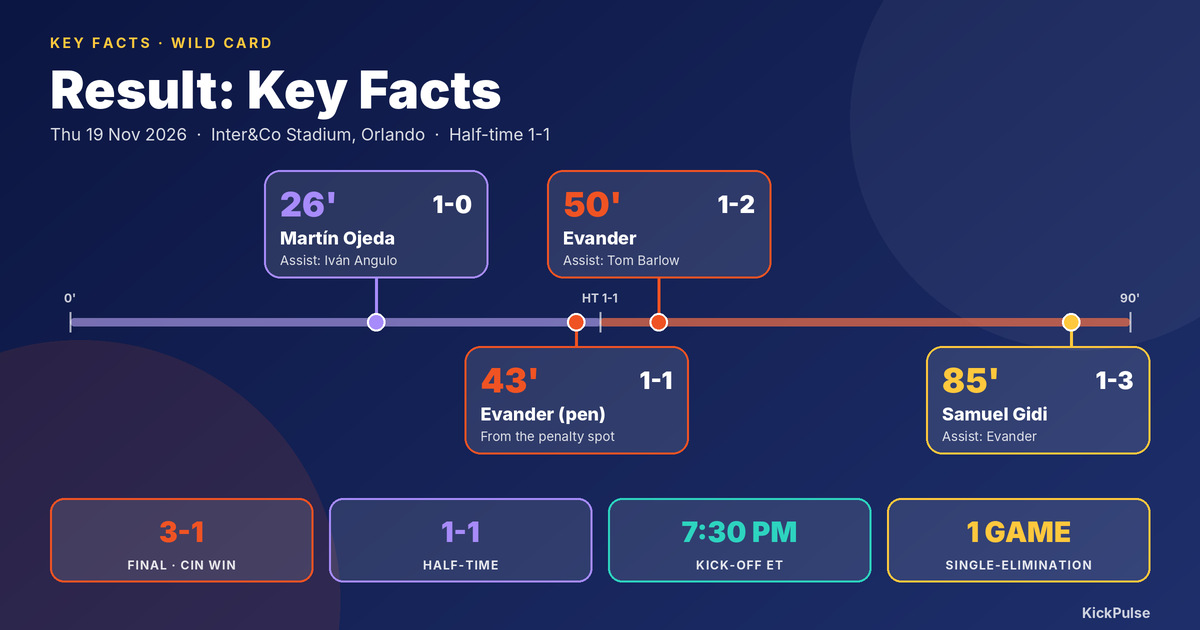 KEY FACTS · WILD CARD
Result: Key Facts
Thu 19 Nov 2026 · Inter&Co Stadium, Orlando · Half-time 1-1
26' 1-0
Martín Ojeda
Assist: Iván Angulo
50' 1-2
Evander
Assist: Tom Barlow
0'
HT 1-1
90'
43' 1-1
Evander (pen)
From the penalty spot
85' 1-3
Samuel Gidi
Assist: Evander
3-1
FINAL · CIN WIN
1-1
HALF-TIME
7:30 PM
KICK-OFF ET
1 GAME
SINGLE-ELIMINATION
KickPulse